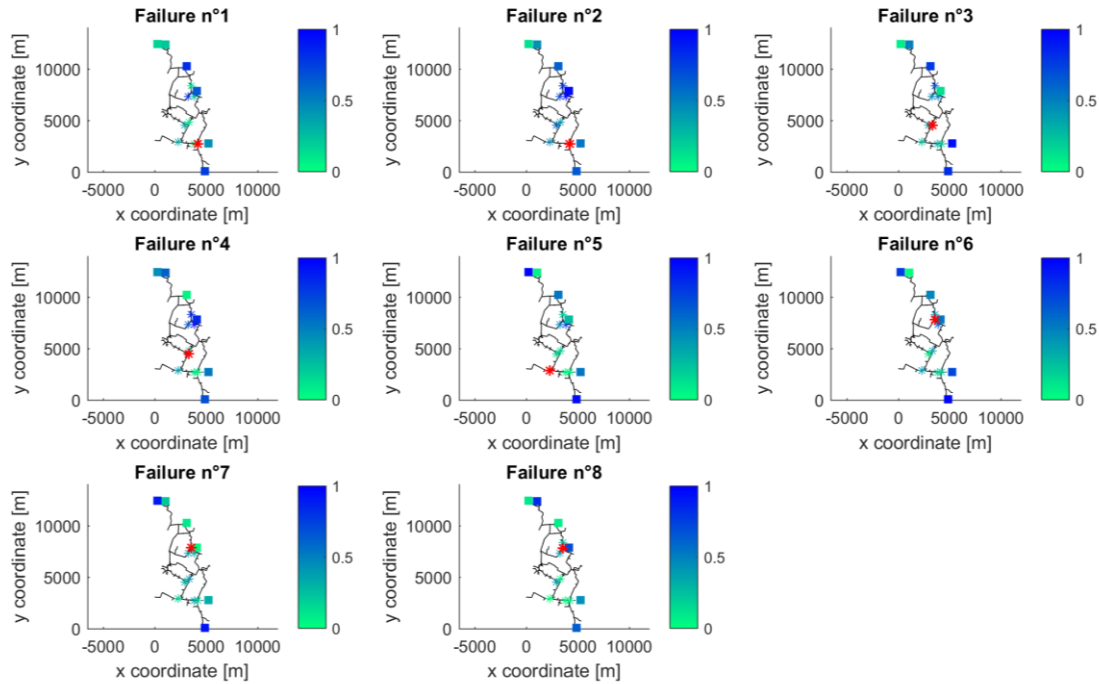 Failure n°1
Failure n°2
Failure n°3
y coordinate [m]
10000
5000
0
-5000 0 5000 10000
x coordinate [m]
1
0.5
0
y coordinate [m]
10000
5000
0
-5000 0 5000 10000
x coordinate [m]
1
0.5
0
y coordinate [m]
10000
5000
0
-5000 0 5000 10000
x coordinate [m]
1
0.5
0
Failure n°4
Failure n°5
Failure n°6
y coordinate [m]
10000
5000
0
-5000 0 5000 10000
x coordinate [m]
1
0.5
0
y coordinate [m]
10000
5000
0
-5000 0 5000 10000
x coordinate [m]
1
0.5
0
y coordinate [m]
10000
5000
0
-5000 0 5000 10000
x coordinate [m]
1
0.5
0
Failure n°7
Failure n°8
y coordinate [m]
10000
5000
0
-5000 0 5000 10000
x coordinate [m]
1
0.5
0
y coordinate [m]
10000
5000
0
-5000 0 5000 10000
x coordinate [m]
1
0.5
0